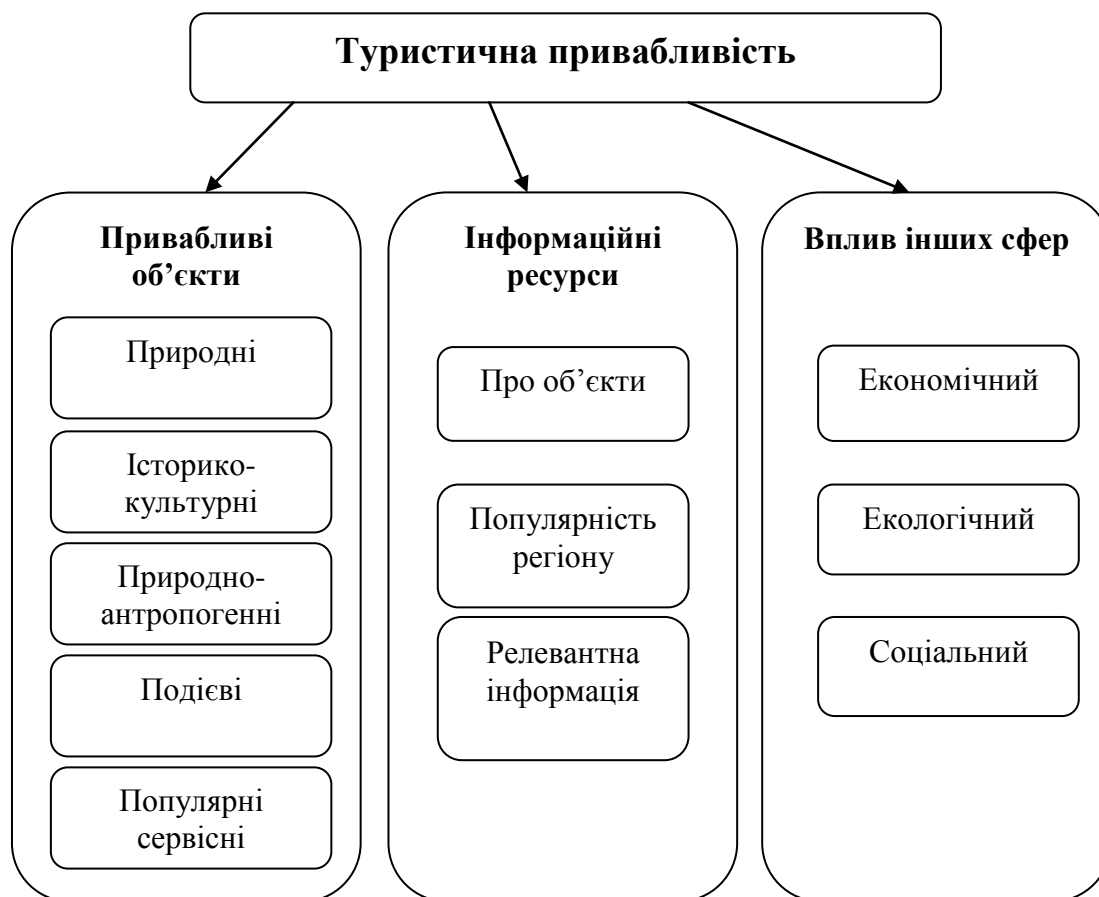 Туристична привабливість
Привабливі
об’єкти
Природні
Історико-
культурні
Природно-
антропогенні
Подієві
Популярні
сервісні
Інформаційні
ресурси
Про об’єкти
Популярність
регіону
Релевантна
інформація
Вплив інших сфер
Економічний
Екологічний
Соціальний